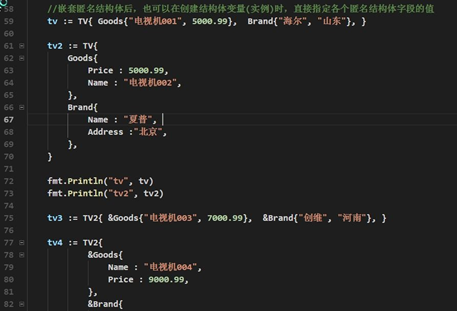 58 //嵌套匿名结构体后，也可以在创建结构体变量(实例)时，直接指定各个匿名结构体字段的值
59 tv := TV{ Goods{"电视机001", 5000.99},  Brand{"海尔", "山东"}, }
60
61 tv2 := TV{
62 Goods{
63 Price : 5000.99,
64 Name : "电视机002",
65 },
66 Brand{
67 Name : "夏普",
68 Address :"北京",
69 },
70 }
71
72 fmt.Println("tv", tv)
73 fmt.Println("tv2", tv2)
74
75 tv3 := TV2{ &Goods{"电视机003", 7000.99},  &Brand{"创维", "河南"}, }
76
77 tv4 := TV2{
78 &Goods{
79 Name : "电视机004",
80 Price : 9000.99,
81 },
82 &Brand{